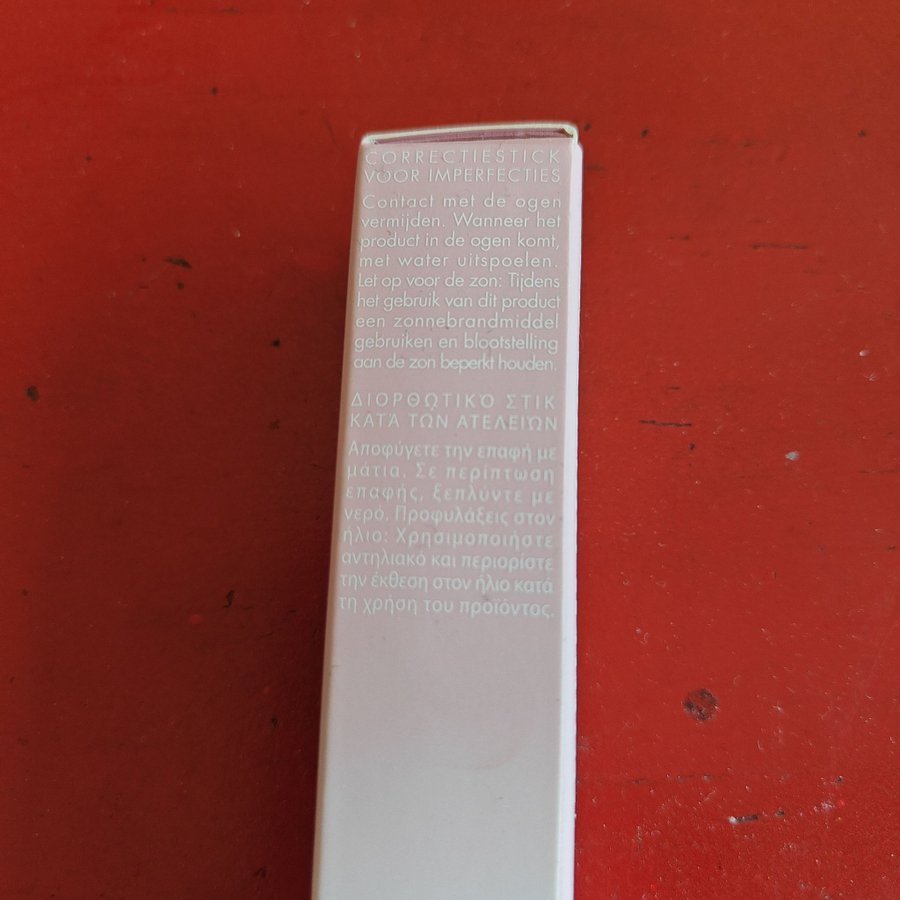 CORRECTIESTICK
VOOR IMPERFECTIES
Contact met de ogen
vermijden. Wanneer het
product in de ogen komt,
met water uitspoelen.
Let op voor de zon: Tijdens
het gebruik van dit product
een zonnebrandmiddel
gebruiken en blootstelling
aan de zon beperkt houden.
ΔΙΟΡΘΩΤΙΚΌ ΣΤΙΚ
ΚΑΤΆ ΤΩΝ ΑΤΕΛΕΙΏΝ
Αποφύγετε την επαφή με
μάτια. Σε περίπτωση
επαφής, ξεπλύντε με
νερό. Προφυλάξεις στον
ήλιο: Χρησιμοποιήστε
αντηλιακό και περιορίστε
την έκθεση στον ήλιο κατά
τη χρήση του προϊόντος.